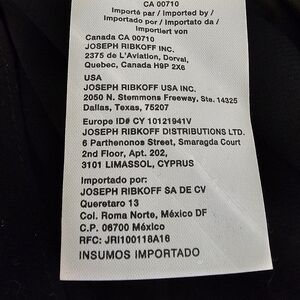 CA 00710
Importé par / Imported by /
Importado por / Importato da /
Importiert von
Canada CA 00710
JOSEPH RIBKOFF INC.
2375 de L'Aviation, Dorval,
Quebec, Canada H9P 2X6
USA
JOSEPH RIBKOFF USA INC.
2050 N. Stemmons Freeway, Ste. 14325
Dallas, Texas, 75207
Europe ID# CY 10121941V
JOSEPH RIBKOFF DISTRIBUTIONS LTD.
6 Parthenonos Street, Smaragda Court
2nd Floor, Apt. 202,
3101 LIMASSOL, CYPRUS
Importado por:
JOSEPH RIBKOFF SA DE CV
Queretaro 13
Col. Roma Norte, México DF
C.P. 06700 México
RFC: JRI100118A16
INSUMOS IMPORTADO